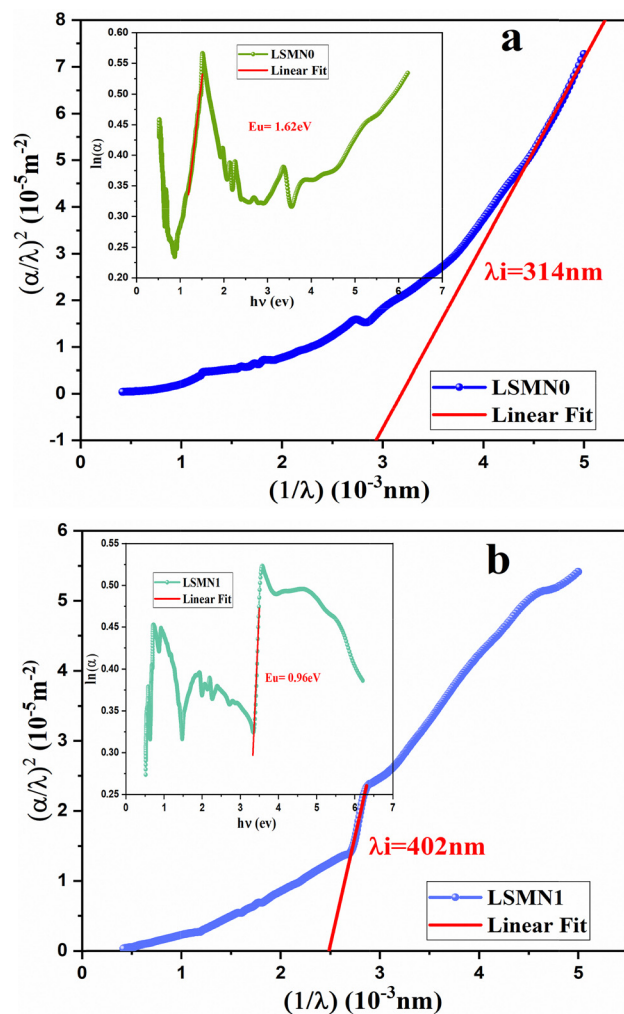 a
8
7
6
5
4
3
2
1
0
-1
0
1
2
3
4
5
(α/λ)² (10⁻⁵m⁻²)
(1/λ) (10⁻³nm)
λi=314nm
LSMN0
Linear Fit
0.55
0.50
0.45
0.40
0.35
0.30
0.25
0.20
0
1
2
3
4
5
6
7
ln(α)
hν (ev)
LSMN0
Linear Fit
Eu= 1.62eV
b
6
5
4
3
2
1
0
0
1
2
3
4
5
(α/λ)² (10⁻⁵m⁻²)
(1/λ) (10⁻³nm)
λi=402nm
LSMN1
Linear Fit
0.55
0.50
0.45
0.40
0.35
0.30
0.25
0
1
2
3
4
5
6
7
ln(α)
hν (ev)
LSMN1
Linear Fit
Eu= 0.96eV